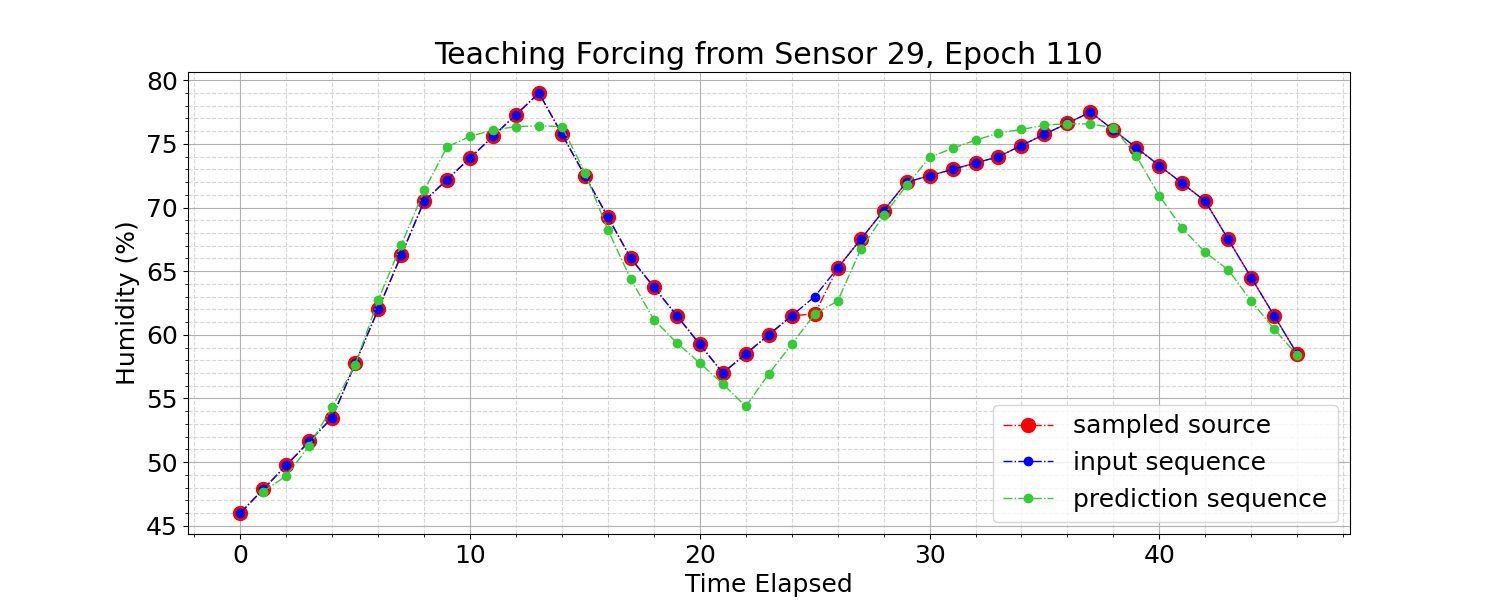 Teaching Forcing from Sensor 29, Epoch 110
80
75
70
65
60
55
50
45
Humidity (%)
sampled source
input sequence
prediction sequence
0 10 20 30 40
Time Elapsed